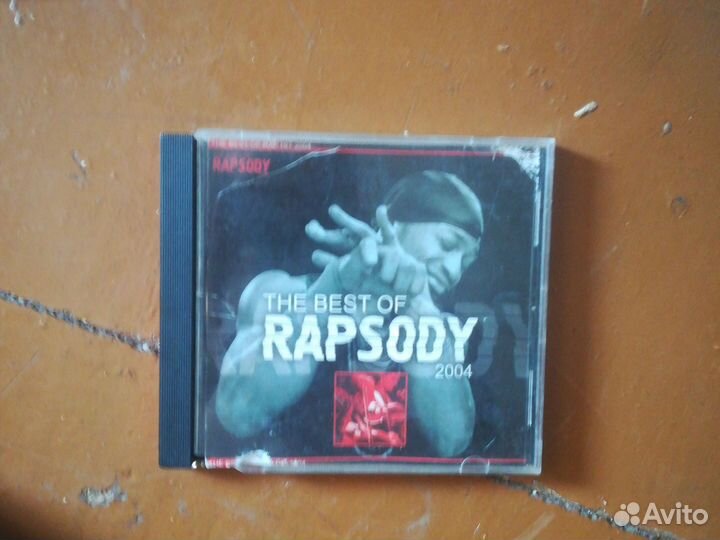 RAPSODY
THE BEST OF
RAPSODY
2004
Avito